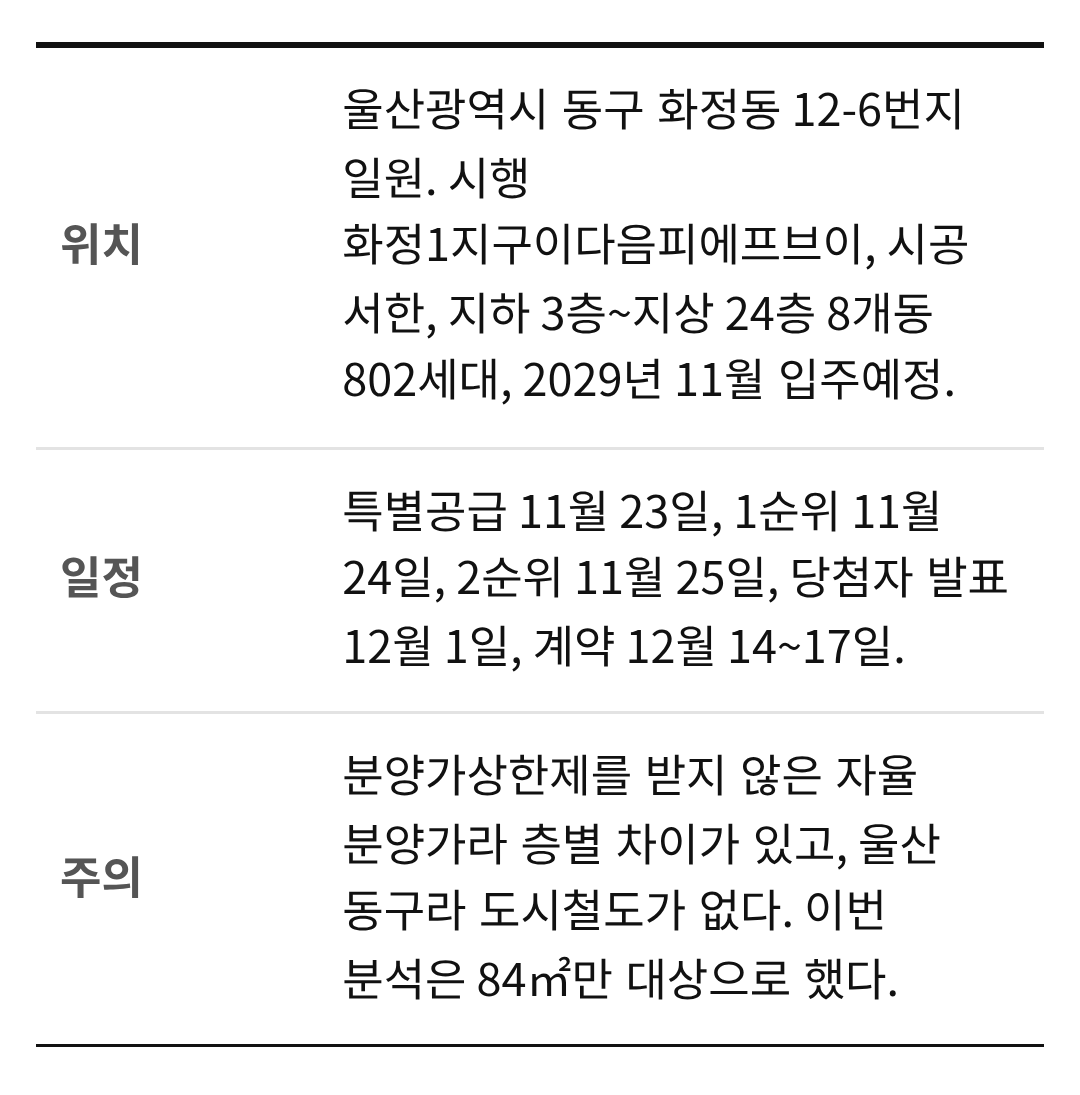 위치
울산광역시 동구 화정동 12-6번지
일원. 시행
화정1지구이다음피에프브이, 시공
서한, 지하 3층~지상 24층 8개동
802세대, 2029년 11월 입주예정.
일정
특별공급 11월 23일, 1순위 11월
24일, 2순위 11월 25일, 당첨자 발표
12월 1일, 계약 12월 14~17일.
주의
분양가상한제를 받지 않은 자율
분양가라 층별 차이가 있고, 울산
동구라 도시철도가 없다. 이번
분석은 84㎡만 대상으로 했다.